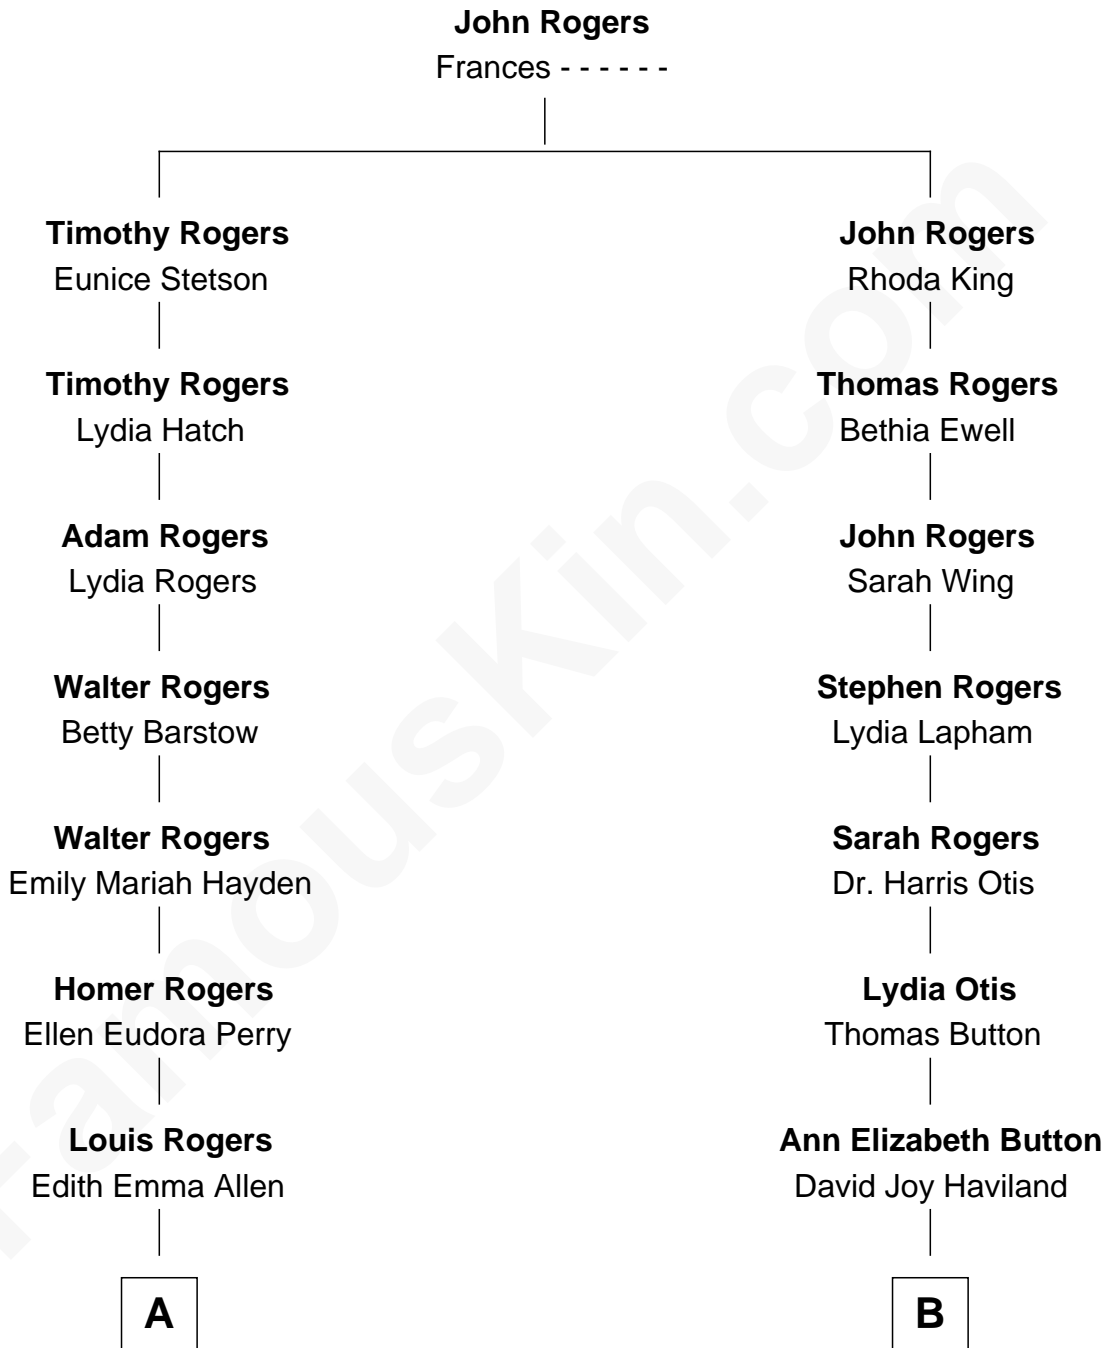 John Rogers
Frances - - - - - -
Timothy Rogers
Eunice Stetson
John Rogers
Rhoda King
Timothy Rogers
Lydia Hatch
Thomas Rogers
Bethia Ewell
Adam Rogers
Lydia Rogers
John Rogers
Sarah Wing
Walter Rogers
Betty Barstow
Stephen Rogers
Lydia Lapham
Walter Rogers
Emily Mariah Hayden
Sarah Rogers
Dr. Harris Otis
Homer Rogers
Ellen Eudora Perry
Lydia Otis
Thomas Button
Louis Rogers
Edith Emma Allen
Ann Elizabeth Button
David Joy Haviland
A
B
FamousKin.com